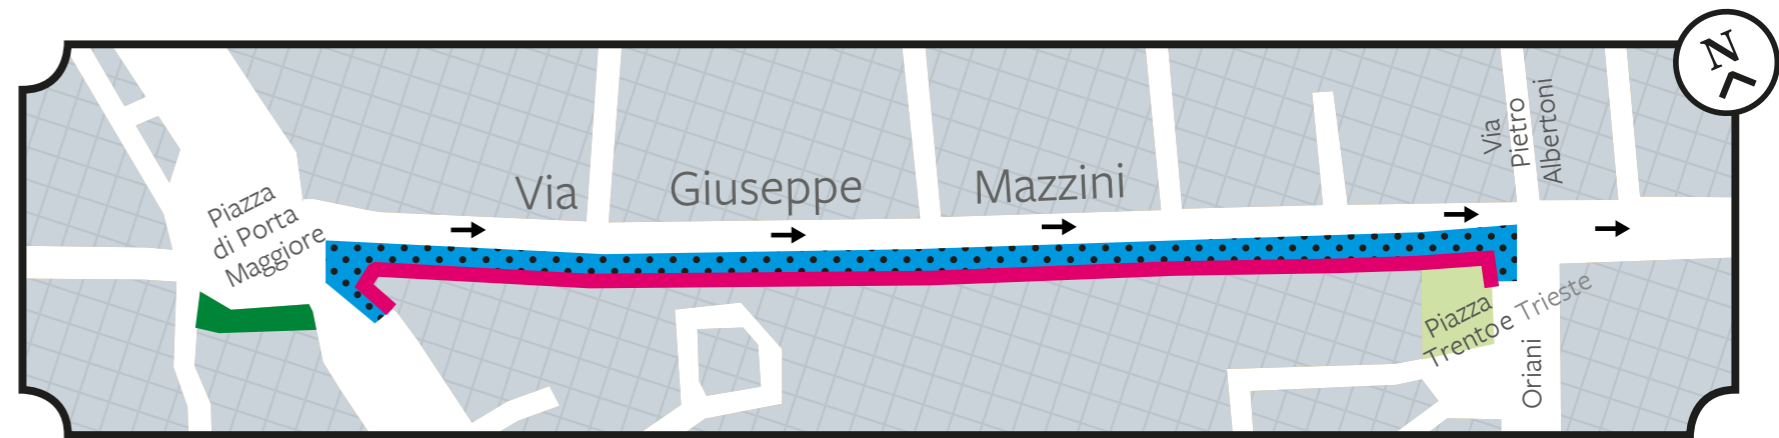 N
Via Giuseppe Mazzini
Piazza
di Porta
Maggiore
Via
Pietro
Albertoni
Piazza
Trento e Trieste
Oriani